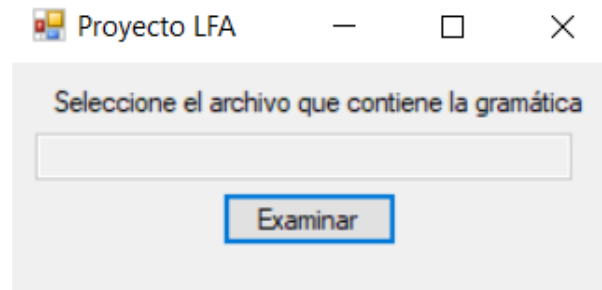 Proyecto LFA
Seleccione el archivo que contiene la gramática
Examinar